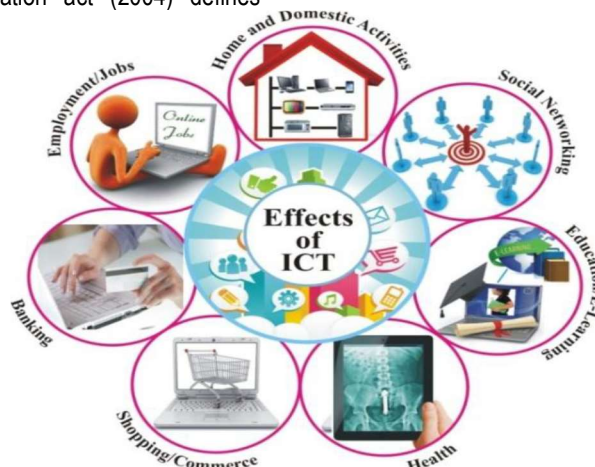 ation act (2004) defines
Home and Domestic Activities
Employment/Jobs
Online
Jobs
Social Networking
Effects
of
ICT
E-LEARNING
Banking
Shopping/Commerce
Health